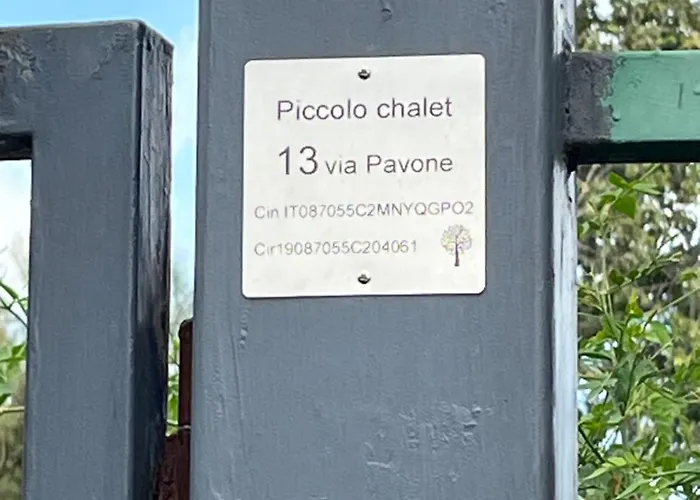 Piccolo chalet
13 via Pavone
Cin IT087055C2MNYQGPO2
Cir19087055C204061